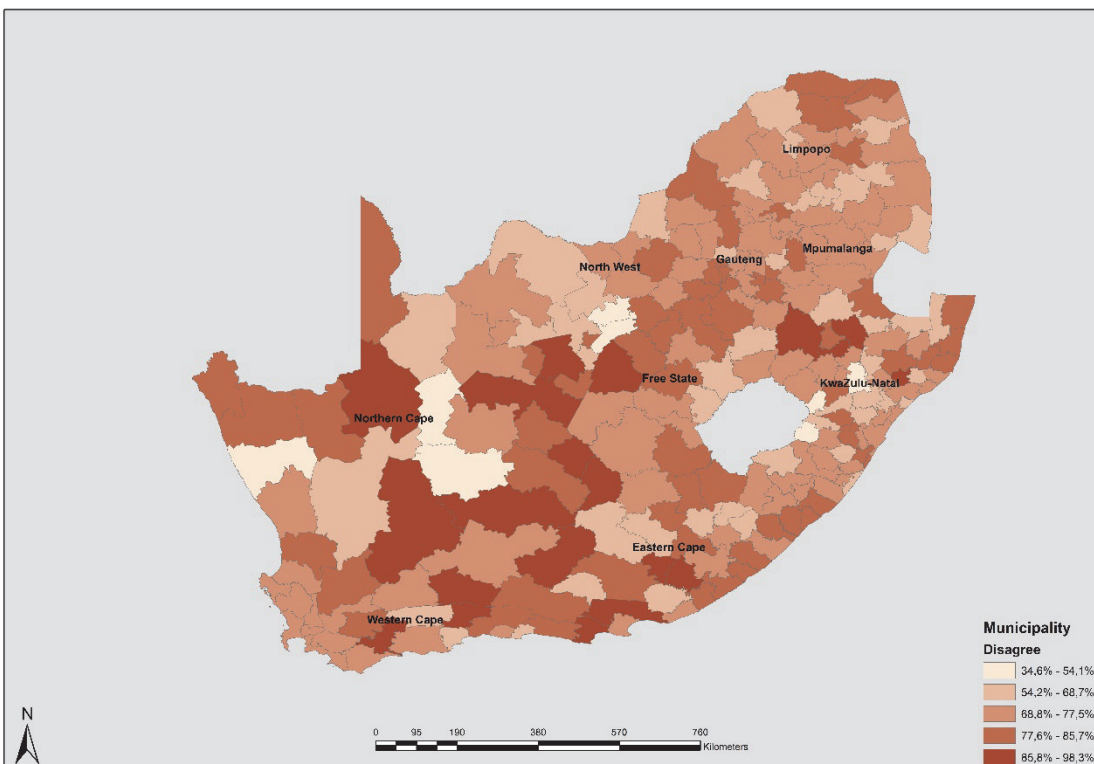 Limpopo
Mpumalanga
Gauteng
North West
Free State
KwaZulu-Natal
Northern Cape
Eastern Cape
Western Cape
Municipality
Disagree
34,6% - 54,1%
54,2% - 68,7%
68,8% - 77,5%
77,6% - 85,7%
85,8% - 98,3%
N
0 95 190 380 570 760
Kilometers